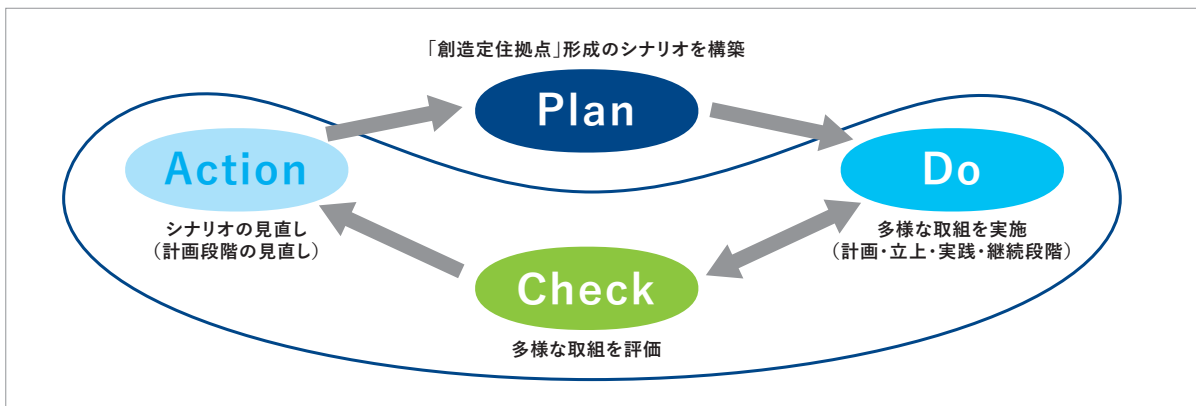 「創造定住拠点」形成のシナリオを構築
Plan
Action
Do
シナリオの見直し
（計画段階の見直し）
多様な取組を実施
（計画・立上・実践・継続段階）
Check
多様な取組を評価